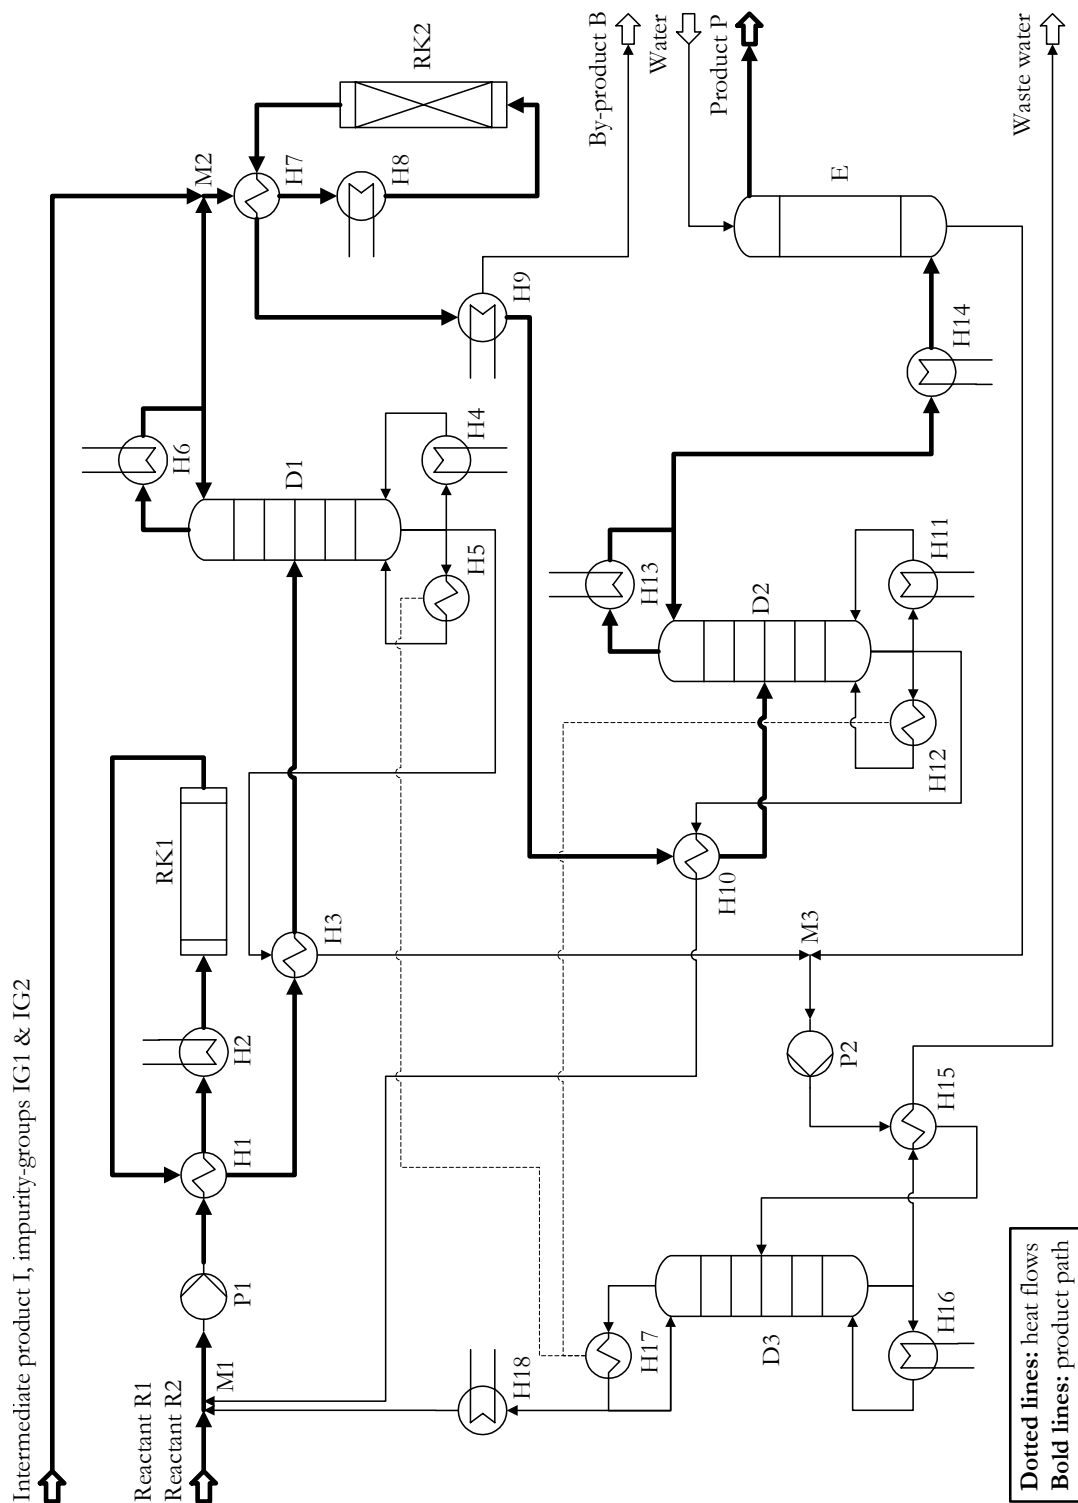 Intermediate product I, impurity-groups IG1 & IG2
Reactant R1
Reactant R2
M1
P1
H1
H2
RK1
H3
D1
H4
H5
H6
M2
H7
H8
RK2
H9
By-product B
Water
Product P
Waste water
E
H14
H13
D2
H11
H12
H10
M3
P2
H15
H18
H17
D3
H16
Dotted lines: heat flows
Bold lines: product path